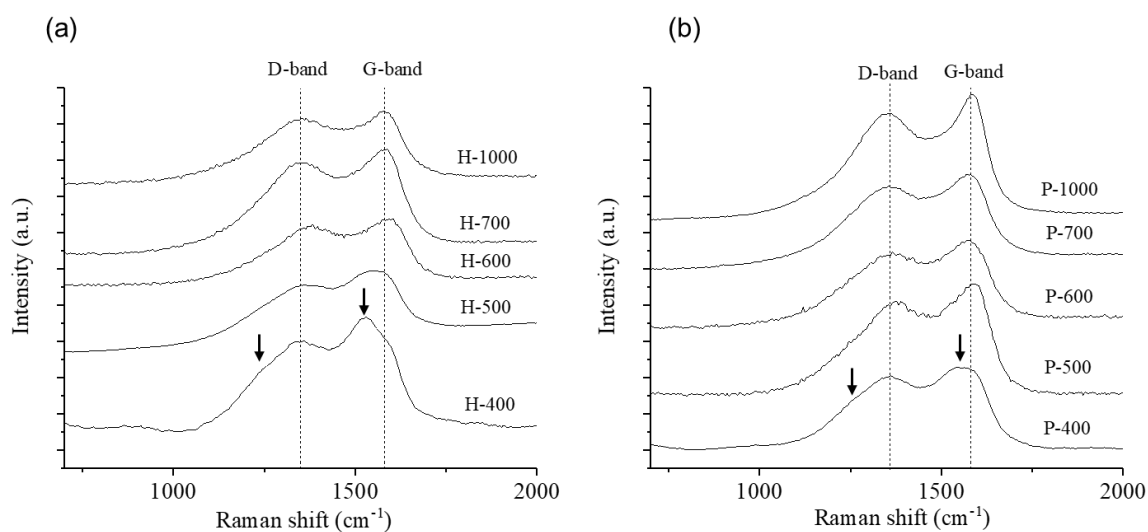 (a)
D-band G-band
H-1000
H-700
H-600
H-500
H-400
Intensity (a.u.)
1000 1500 2000
Raman shift (cm⁻¹)
(b)
D-band G-band
P-1000
P-700
P-600
P-500
P-400
Intensity (a.u.)
1000 1500 2000
Raman shift (cm⁻¹)